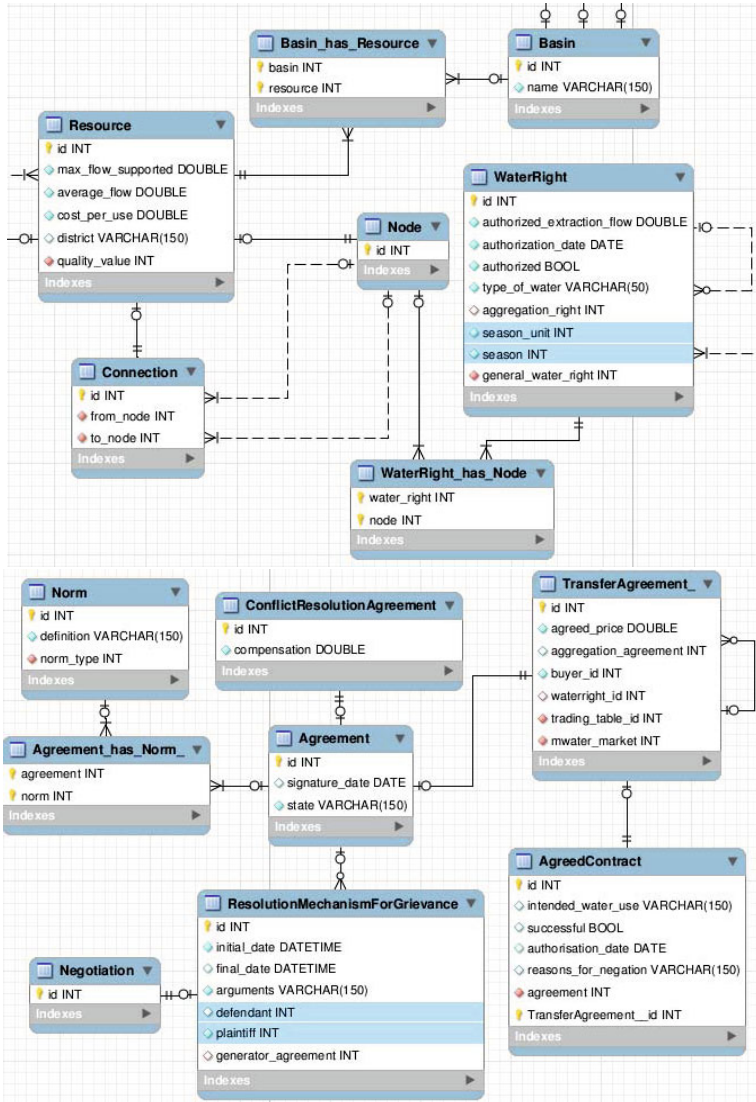 Basin_has_Resource
basin INT
resource INT
Indexes
Basin
id INT
name VARCHAR(150)
Indexes
Resource
id INT
max_flow_supported DOUBLE
average_flow DOUBLE
cost_per_use DOUBLE
district VARCHAR(150)
quality_value INT
Indexes
WaterRight
id INT
authorized_extraction_flow DOUBLE
authorization_date DATE
authorized BOOL
type_of_water VARCHAR(50)
aggregation_right INT
season_unit INT
season INT
general_water_right INT
Indexes
Node
id INT
Indexes
Connection
id INT
from_node INT
to_node INT
Indexes
WaterRight_has_Node
water_right INT
node INT
Indexes
Norm
id INT
definition VARCHAR(150)
norm_type INT
Indexes
ConflictResolutionAgreement
id INT
compensation DOUBLE
Indexes
TransferAgreement_
id INT
agreed_price DOUBLE
aggregation_agreement INT
buyer_id INT
waterright_id INT
trading_table_id INT
mwater_market INT
Indexes
Agreement_has_Norm_
agreement INT
norm INT
Indexes
Agreement
id INT
signature_date DATE
state VARCHAR(150)
Indexes
AgreedContract
id INT
intended_water_use VARCHAR(150)
successful BOOL
authorisation_date DATE
reasons_for_negation VARCHAR(150)
agreement INT
TransferAgreement__id INT
Indexes
ResolutionMechanismForGrievance
id INT
initial_date DATETIME
final_date DATETIME
arguments VARCHAR(150)
defendant INT
plaintiff INT
generator_agreement INT
Indexes
Negotiation
id INT
Indexes